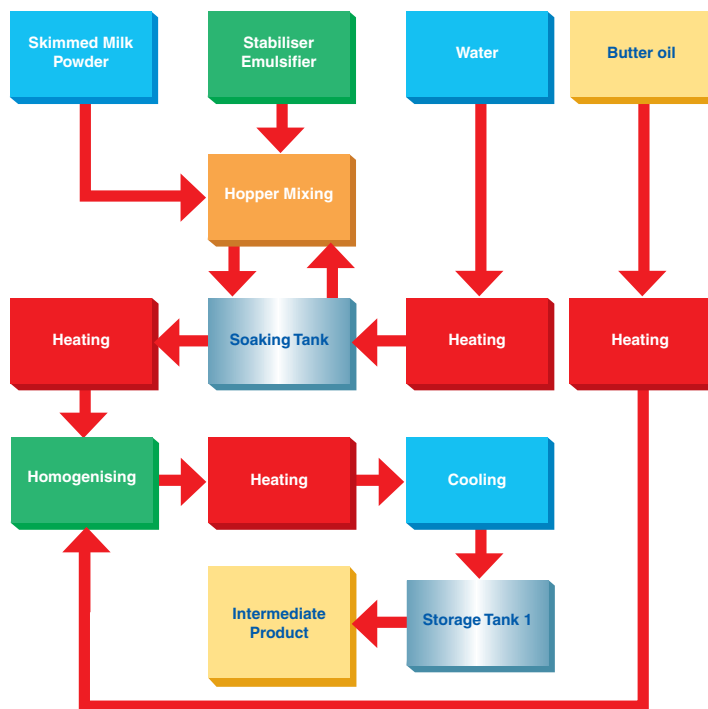 Skimmed Milk
Powder
Stabiliser
Emulsifier
Water
Butter oil
Hopper Mixing
Heating
Soaking Tank
Heating
Heating
Homogenising
Heating
Cooling
Intermediate
Product
Storage Tank 1